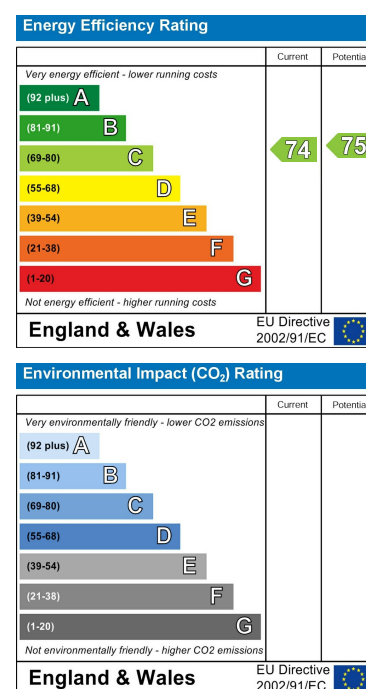 Energy Efficiency Rating
Current Potentia
Very energy efficient - lower running costs
(92 plus) A
(81-91) B
(69-80) C
74 75
(55-68) D
(39-54) E
(21-38) F
(1-20) G
Not energy efficient - higher running costs
England & Wales
EU Directive
2002/91/EC
Environmental Impact (CO₂) Rating
Current Potentia
Very environmentally friendly - lower CO2 emissions
(92 plus) A
(81-91) B
(69-80) C
(55-68) D
(39-54) E
(21-38) F
(1-20) G
Not environmentally friendly - higher CO2 emissions
England & Wales
EU Directive
2002/91/EC